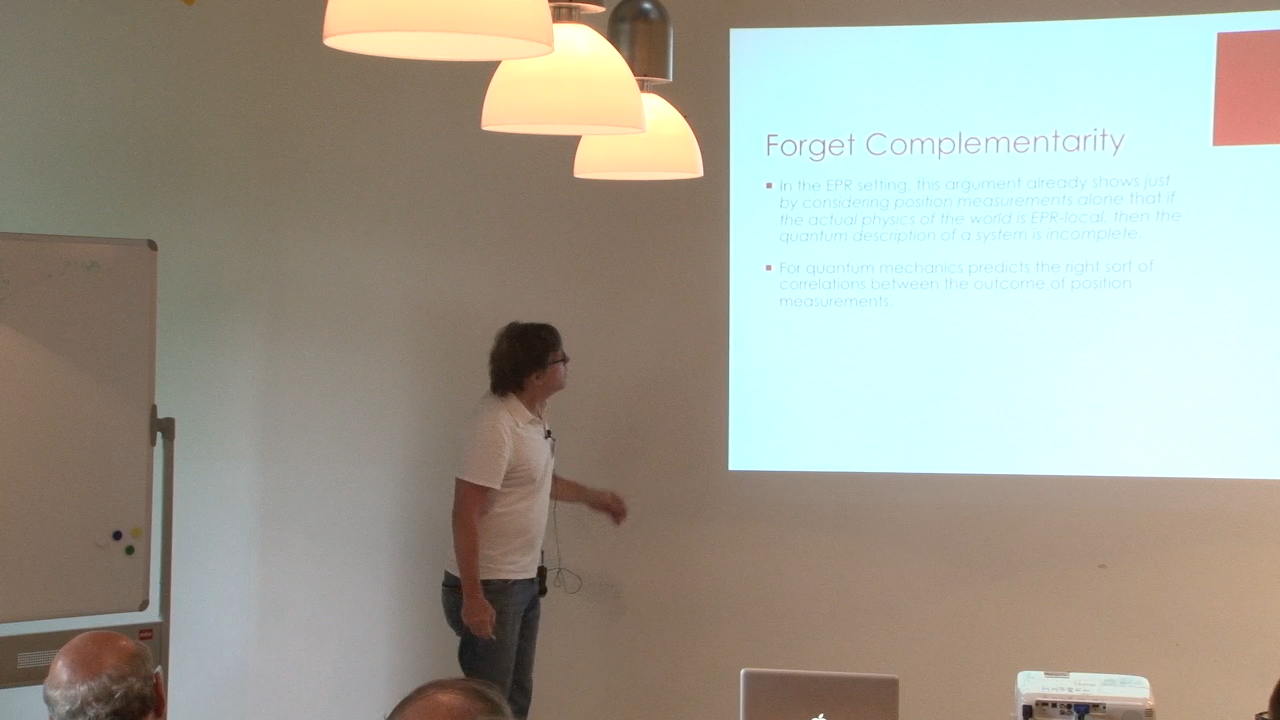 Forget Complementarity
In the EPR setting, this argument already shows just
by considering position measurements alone that if
the actual physics of the world is EPR-local, then the
quantum description of a system is incomplete.
For quantum mechanics predicts the right sort of
correlations between the outcome of position
measurements.